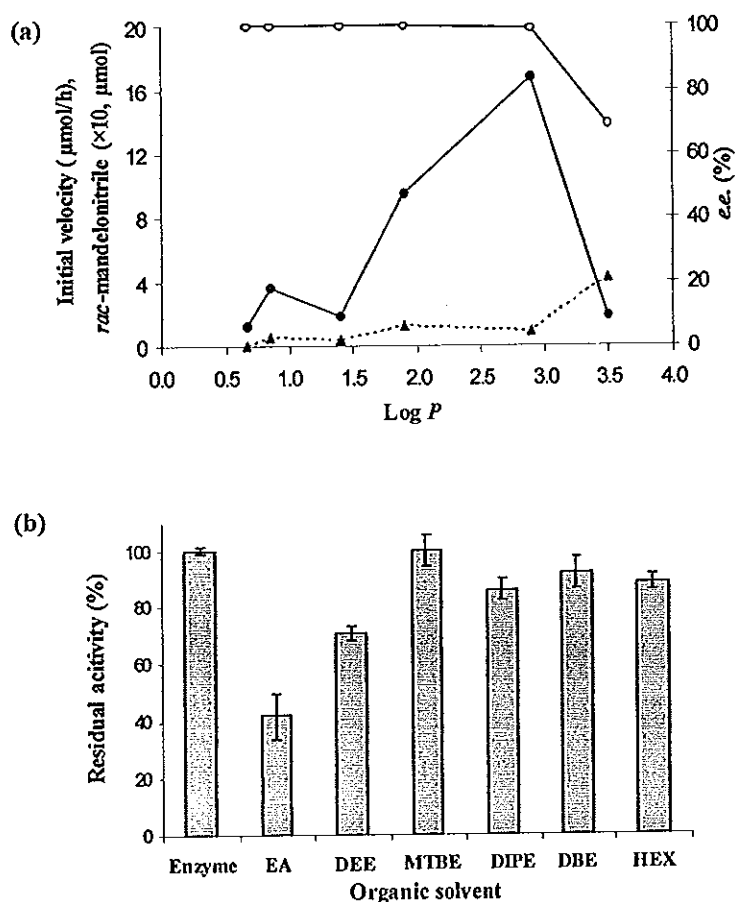 (a)
Initial velocity (μmol/h),
rac-mandelonitrile (×10, μmol)
20
16
12
8
4
0
100
80
60
40
20
0
e.e. (%)
0.0 0.5 1.0 1.5 2.0 2.5 3.0 3.5 4.0
Log P
(b)
Residual acitivity (%)
100
80
60
40
20
0
Enzyme EA DEE MTBE DIPE DBE HEX
Organic solvent